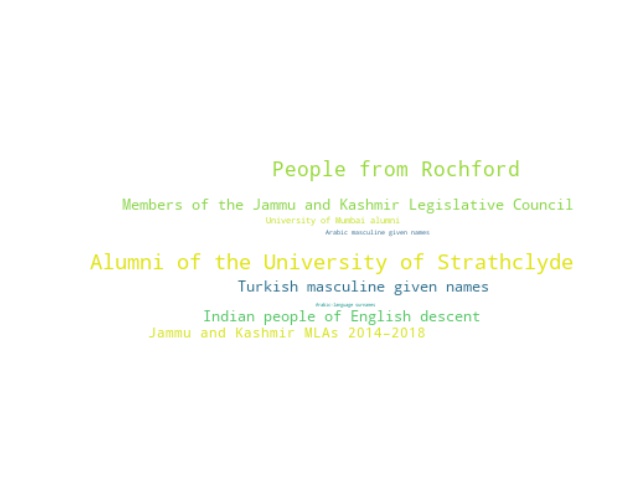 People from Rochford
Members of the Jammu and Kashmir Legislative Council
University of Mumbai alumni
Arabic masculine given names
Alumni of the University of Strathclyde
Turkish masculine given names
Arabic-language surnames
Indian people of English descent
Jammu and Kashmir MLAs 2014–2018